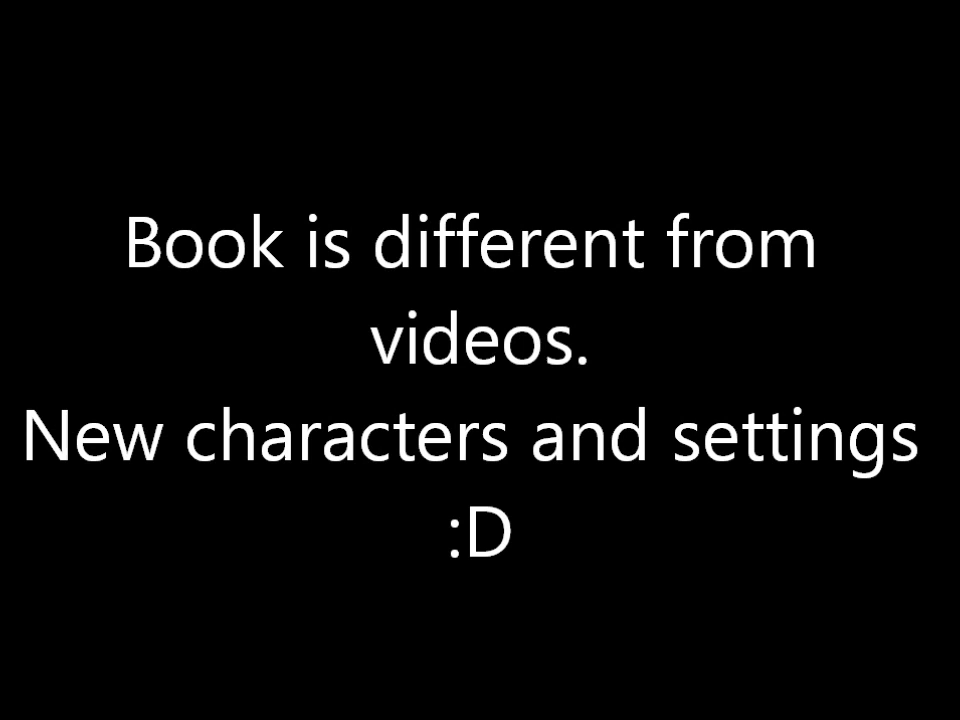 Book is different from
videos.
New characters and settings
:D